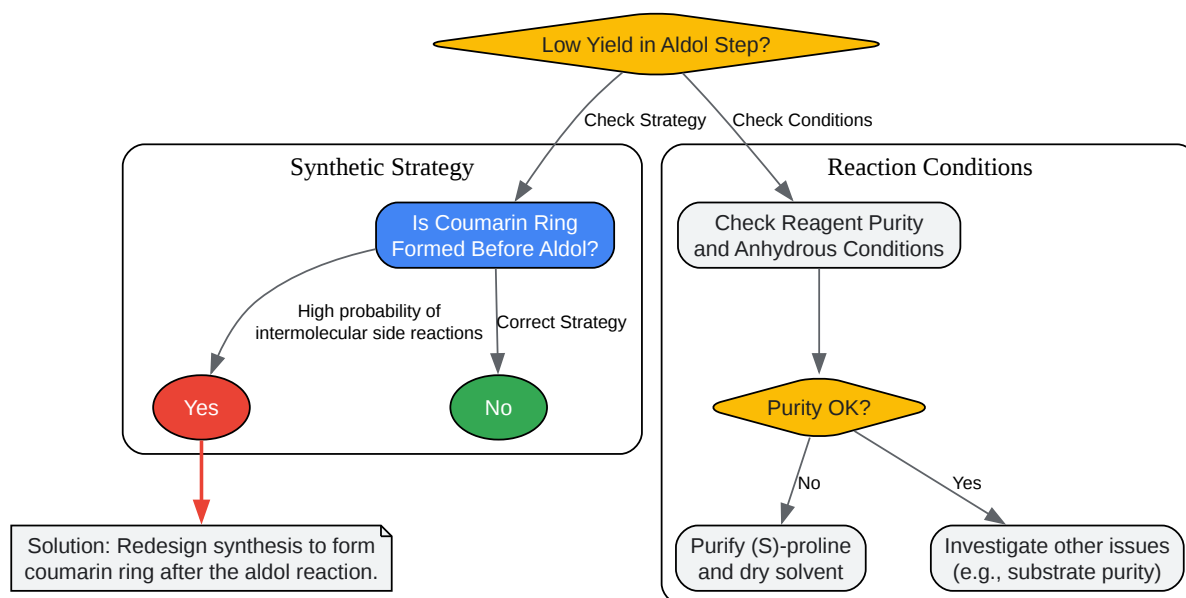 Low Yield in Aldol Step?
Check Strategy
Check Conditions
Synthetic Strategy
Is Coumarin Ring
Formed Before Aldol?
High probability of
intermolecular side reactions
Correct Strategy
Yes
No
Solution: Redesign synthesis to form
coumarin ring after the aldol reaction.
Reaction Conditions
Check Reagent Purity
and Anhydrous Conditions
Purity OK?
No
Yes
Purify (S)-proline
and dry solvent
Investigate other issues
(e.g., substrate purity)